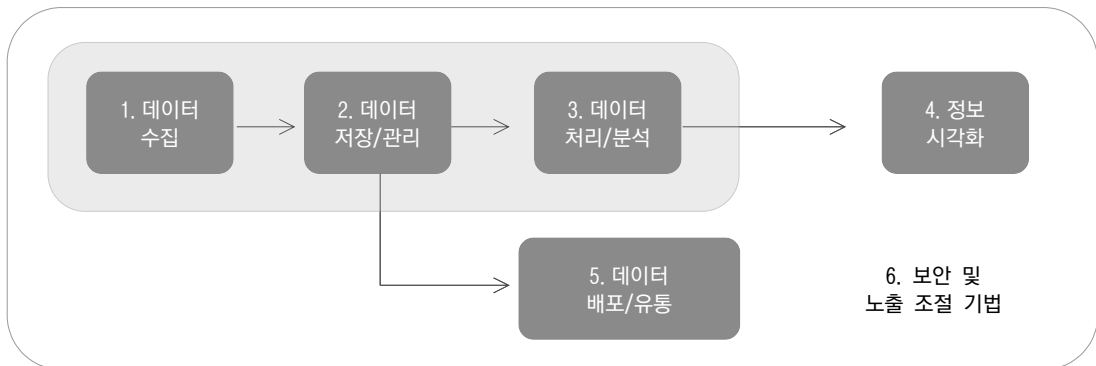 1. 데이터
수집
2. 데이터
저장/관리
3. 데이터
처리/분석
4. 정보
시각화
5. 데이터
배포/유통
6. 보안 및
노출 조절 기법